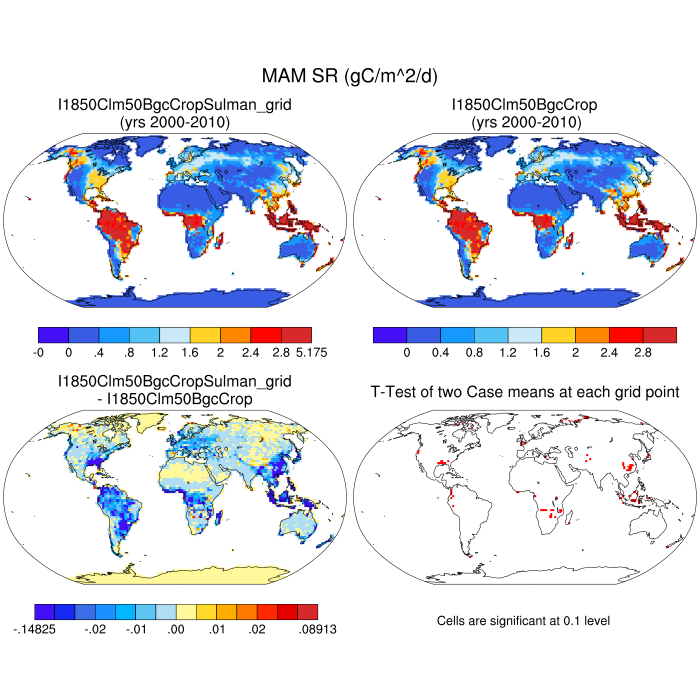 MAM SR (gC/m^2/d)
I1850Clm50BgcCropSulman_grid
(yrs 2000-2010)
I1850Clm50BgcCrop
(yrs 2000-2010)
-0 0 .4 .8 1.2 1.6 2 2.4 2.8 5.175
0 0.4 0.8 1.2 1.6 2 2.4 2.8
I1850Clm50BgcCropSulman_grid
- I1850Clm50BgcCrop
T-Test of two Case means at each grid point
-.14825 -.02 -.01 .00 .01 .02 .08913
Cells are significant at 0.1 level